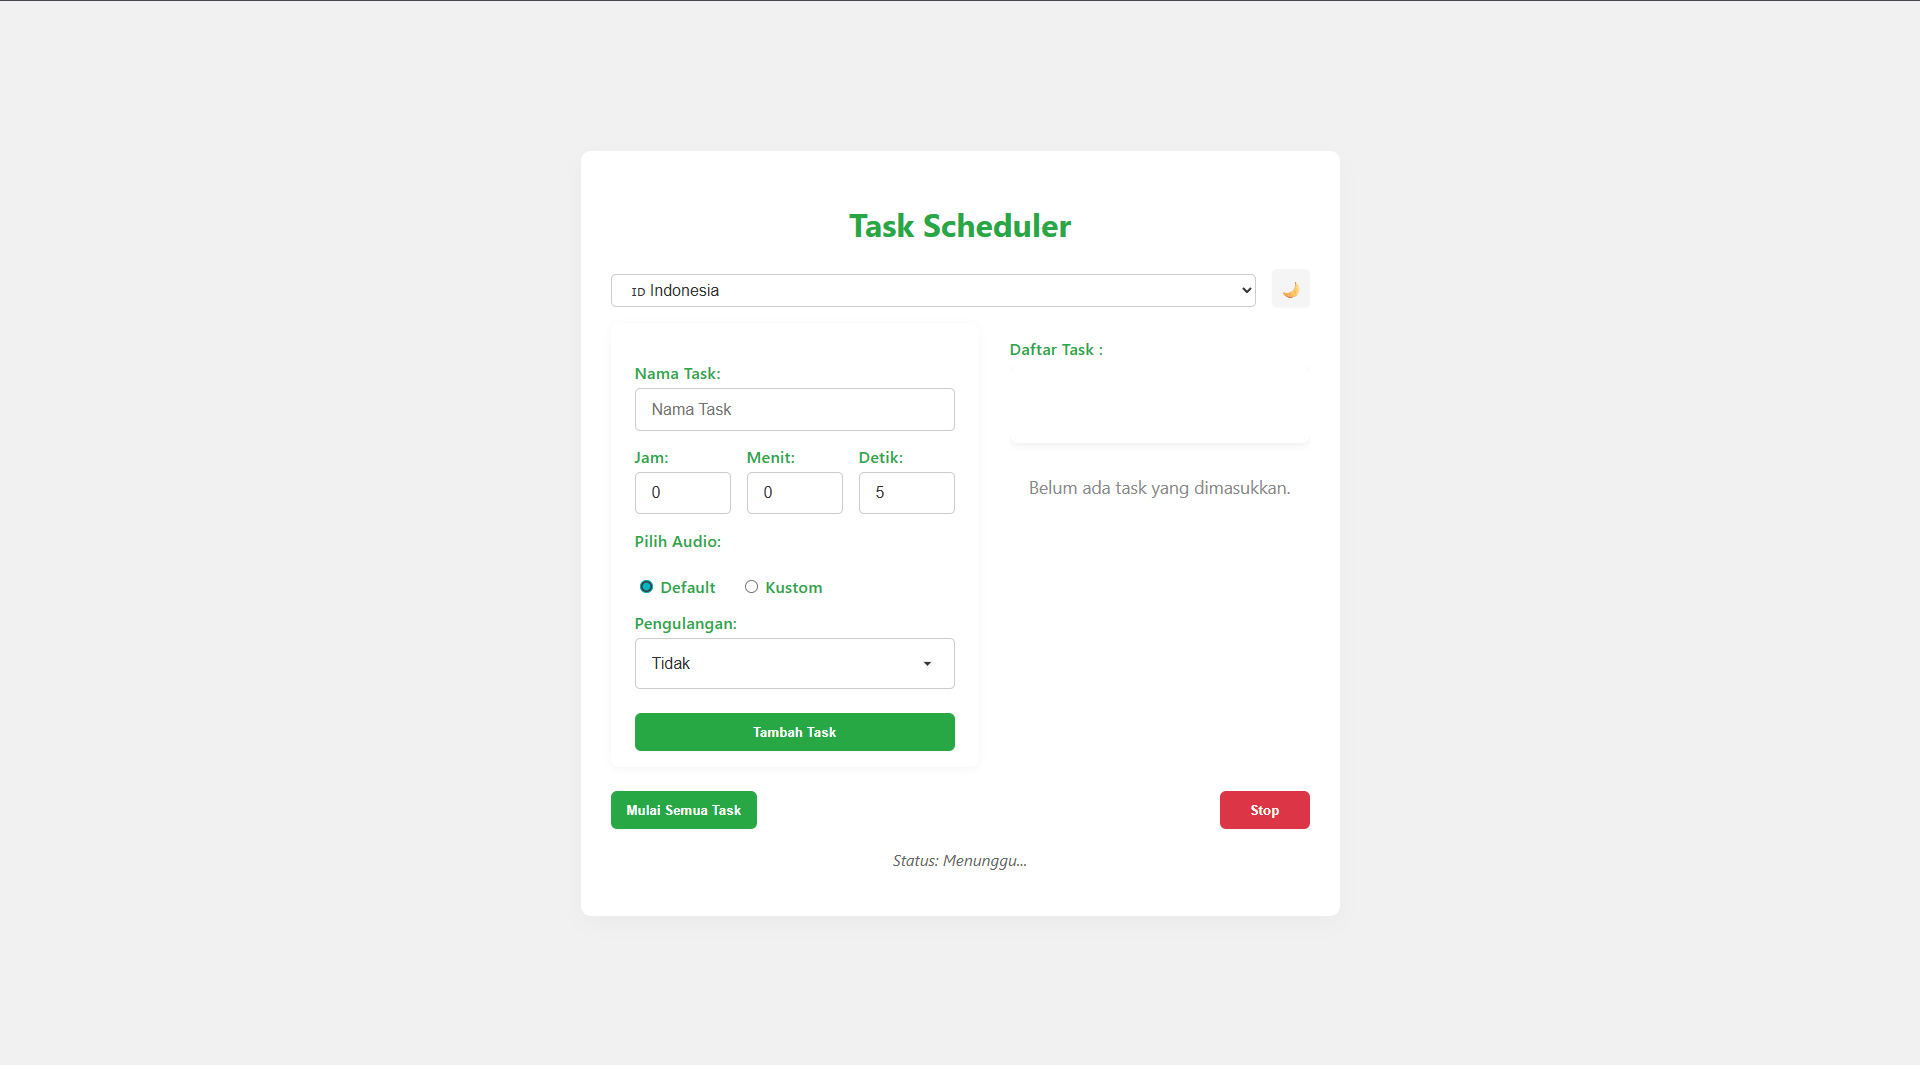 Task Scheduler
ID Indonesia
Nama Task:
Nama Task
Jam: Menit: Detik:
0 0 5
Pilih Audio:
Default Kustom
Pengulangan:
Tidak
Tambah Task
Daftar Task :
Belum ada task yang dimasukkan.
Mulai Semua Task
Stop
Status: Menunggu...